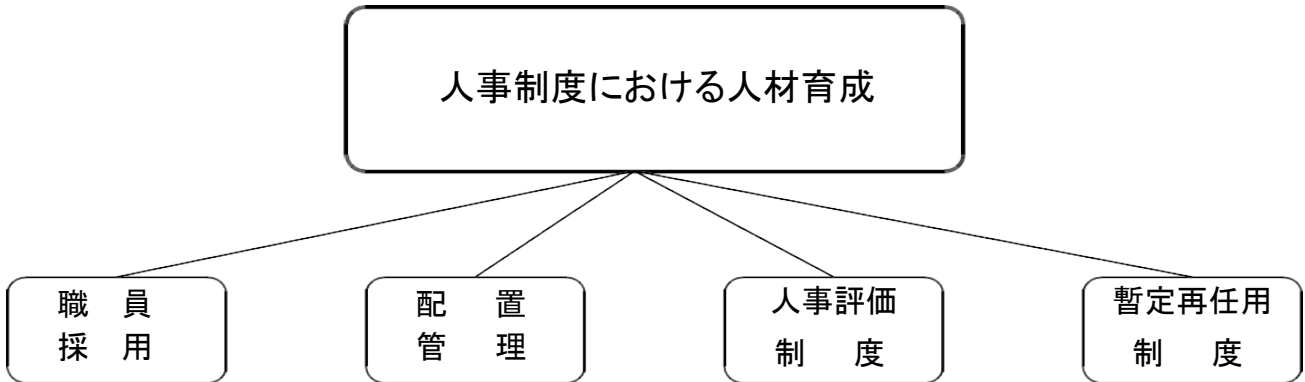 人事制度における人材育成
職員
採用
配置
管理
人事評価
制度
暫定再任用
制度